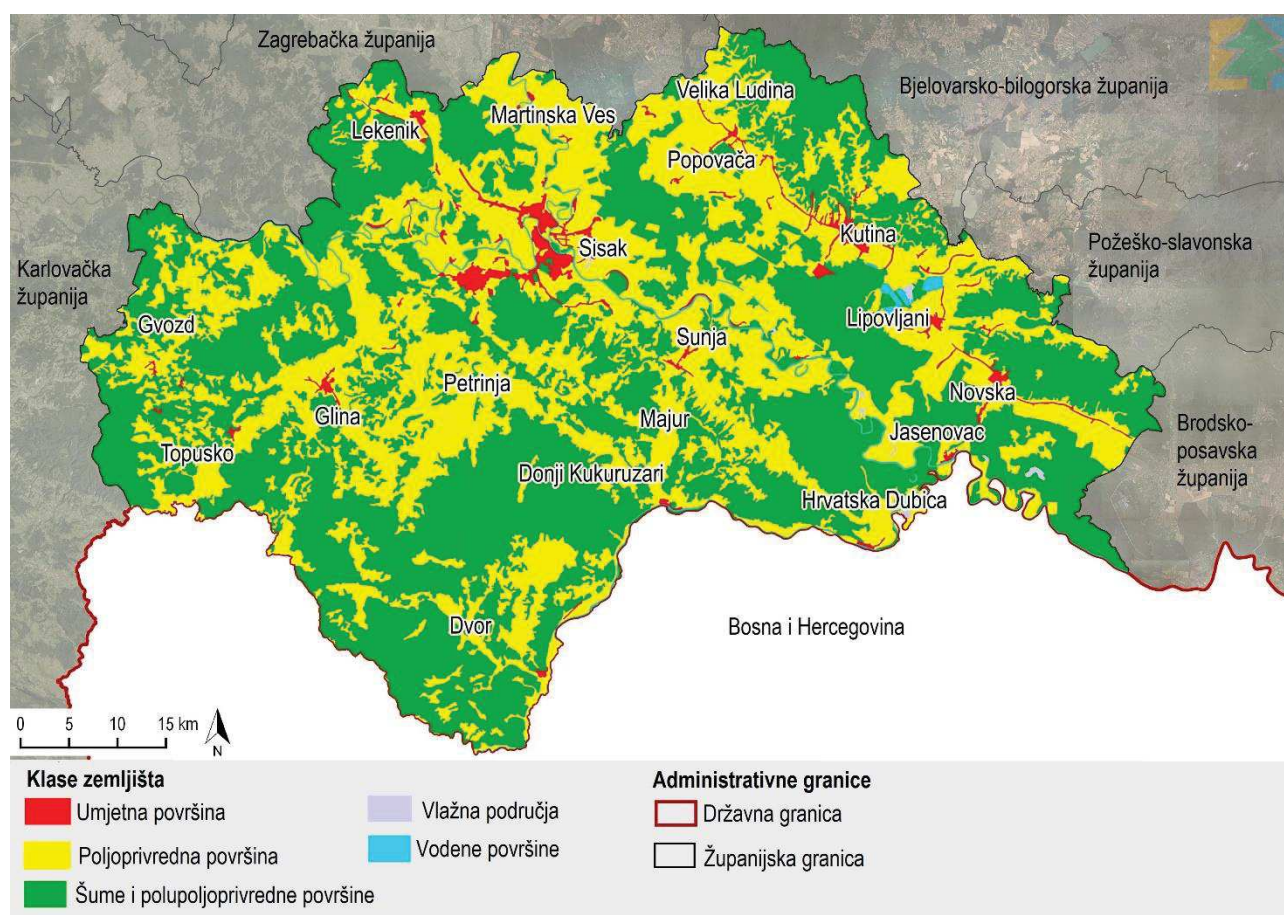 Zagrebačka županija
Velika Ludina
Bjelovarsko-bilogorska županija
Martinska Ves
Lekenik
Popovača
Kutina
Sisak
Požeško-slavonska
županija
Karlovačka
županija
Gvozd
Lipovljani
Sunja
Petrinja
Novska
Glina
Majur
Jasenovac
Brodsko-
posavska
županija
Topusko
Donji Kukuruzari
Hrvatska Dubica
Dvor
Bosna i Hercegovina
0 5 10 15 km
N
Klase zemljišta
Umjetna površina
Poljoprivredna površina
Šume i polupoljoprivredne površine
Vlažna područja
Vodene površine
Administrativne granice
Državna granica
Županijska granica